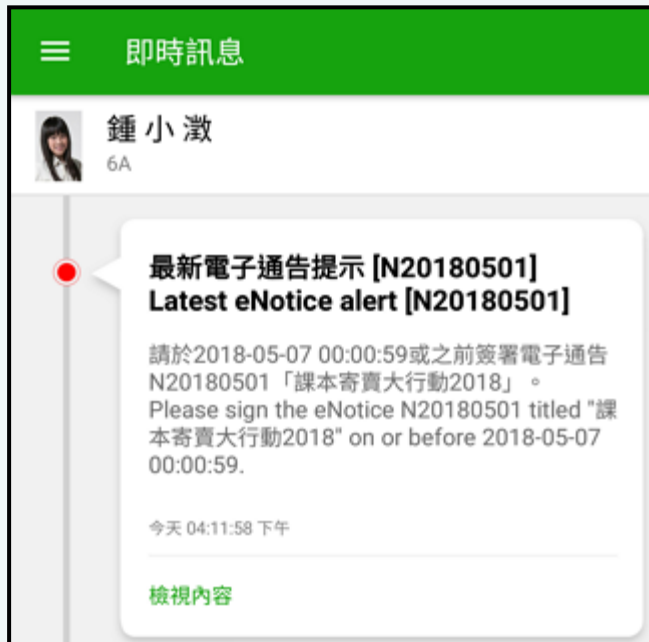 即時訊息
鍾 小 澂
6A
最新電子通告提示 [N20180501]
Latest eNotice alert [N20180501]
請於2018-05-07 00:00:59或之前簽署電子通告
N20180501「課本寄賣大行動2018」。
Please sign the eNotice N20180501 titled "課
本寄賣大行動2018" on or before 2018-05-07
00:00:59.
今天 04:11:58 下午
檢視內容